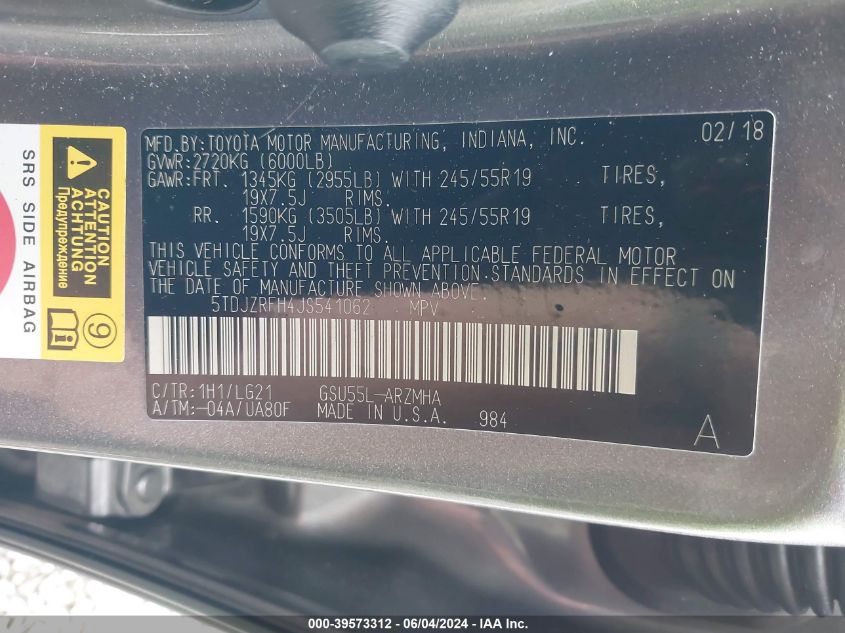 MFD.BY:TOYOTA MOTOR MANUFACTURING, INDIANA, INC. 02/18
GVWR:2720KG (6000LB)
GAWR:FRT. 1345KG (2955LB) WITH 245/55R19 TIRES,
19X7.5J RIMS.
RR. 1590KG (3505LB) WITH 245/55R19 TIRES,
19X7.5J RIMS.
THIS VEHICLE CONFORMS TO ALL APPLICABLE FEDERAL MOTOR
VEHICLE SAFETY AND THEFT PREVENTION STANDARDS IN EFFECT ON
THE DATE OF MANUFACTURE SHOWN ABOVE.
5TDJZRFH4JS541062 MPV
C/TR:1H1/LG21 GSU55L-ARZMHA
A/TM:-04A/UA80F MADE IN U.S.A. 984
A
SRS SIDE AIRBAG
CAUTION
ATTENTION
ACHTUNG
Предупреждение
9
000-39573312 - 06/04/2024 - IAA Inc.